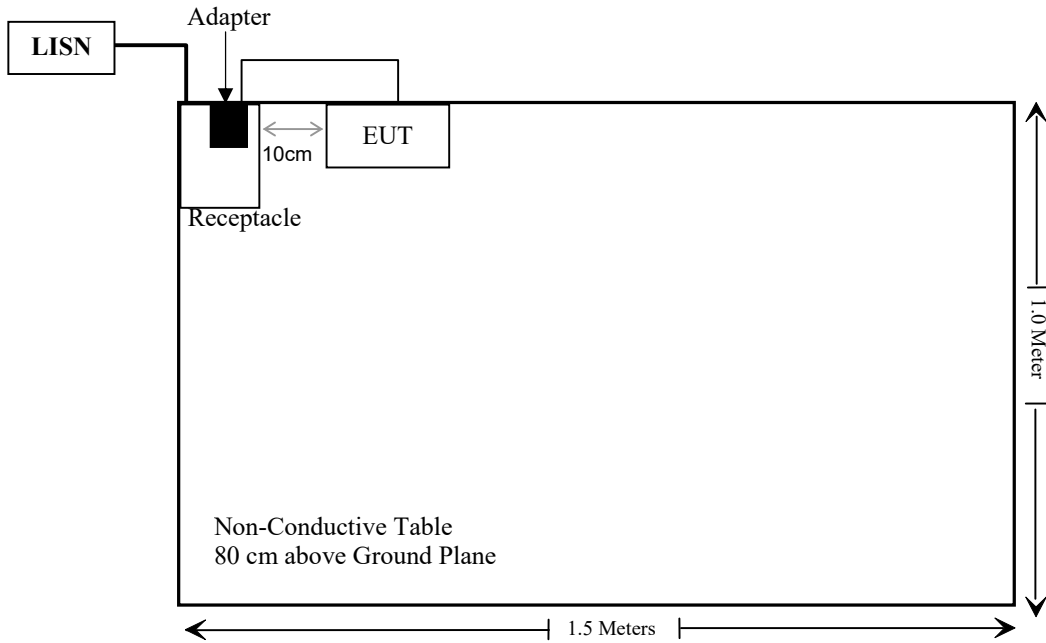 Adapter
LISN
EUT
10cm
Receptacle
1.0 Meter
Non-Conductive Table
80 cm above Ground Plane
1.5 Meters